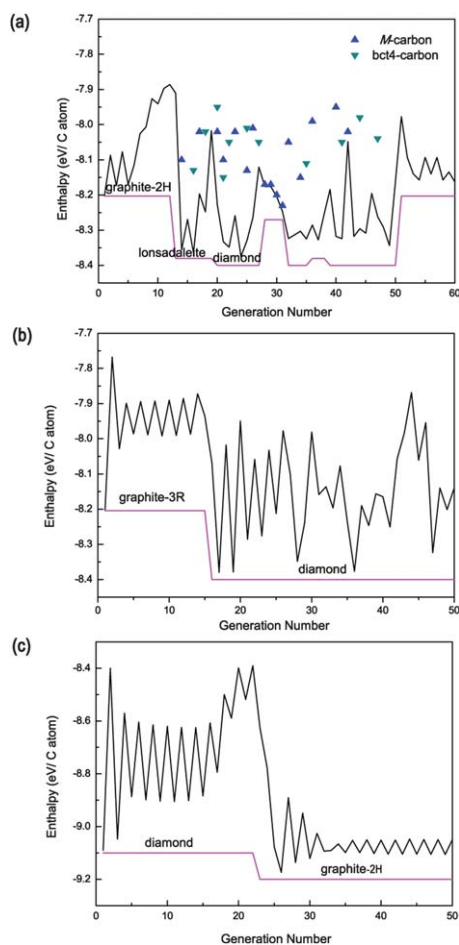 (a)
-7.7
-7.8
-7.9
-8.0
-8.1
-8.2
-8.3
-8.4
Enthalpy (eV/ C atom)
M-carbon
bct4-carbon
graphite-2H
lonsadaleite
diamond
0 10 20 30 40 50 60
Generation Number
(b)
-7.7
-7.8
-7.9
-8.0
-8.1
-8.2
-8.3
-8.4
Enthalpy (eV/ C atom)
graphite-3R
diamond
0 10 20 30 40 50
Generation Number
(c)
-8.4
-8.6
-8.8
-9.0
-9.2
Enthalpy (eV/ C atom)
diamond
graphite-2H
0 10 20 30 40 50
Generation Number